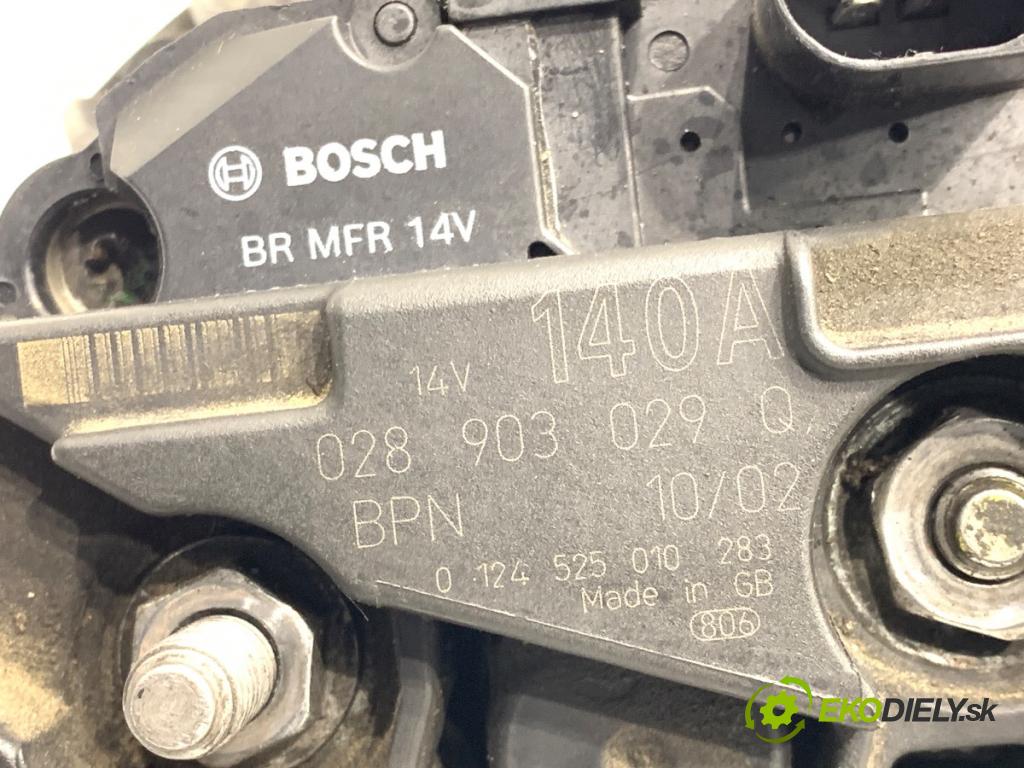 BOSCH
BR MFR 14V
14V 140A
028 903 029 Q,
BPN 10/02
0 124 525 010 283
Made in GB
806
EKODIELY.sk